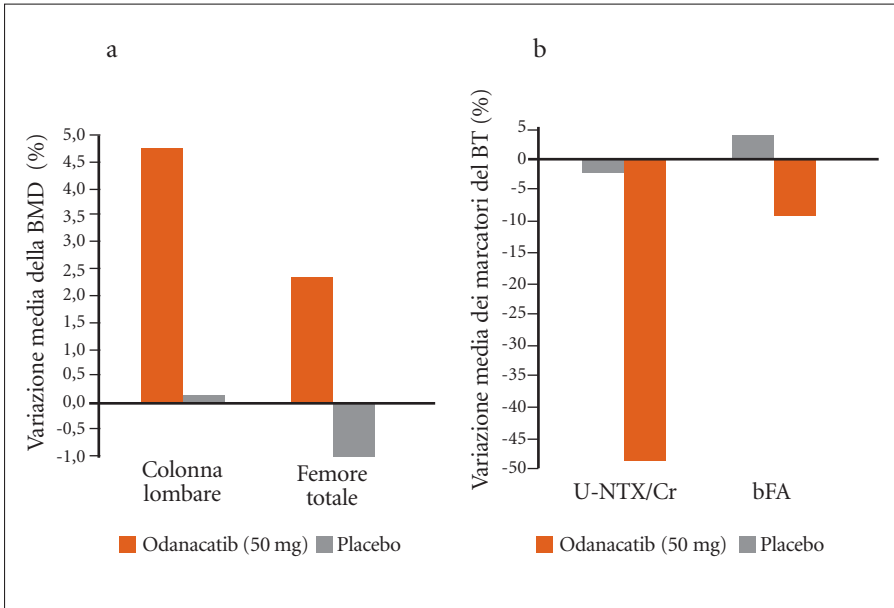 a
Variazione media della BMD (%)
5,0
4,5
4,0
3,5
3,0
2,5
2,0
1,5
1,0
0,5
0,0
-0,5
-1,0
Colonna
lombare
Femore
totale
Odanacatib (50 mg) Placebo
b
Variazione media dei marcatori del BT (%)
5
0
-5
-10
-15
-20
-25
-30
-35
-40
-45
-50
U-NTX/Cr bFA
Odanacatib (50 mg) Placebo